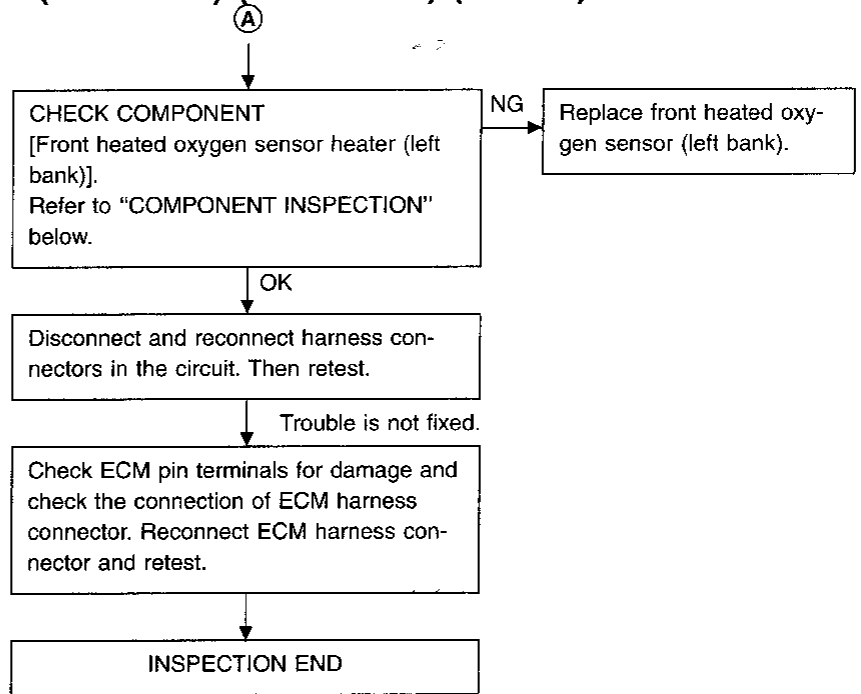 A
CHECK COMPONENT
[Front heated oxygen sensor heater (left
bank)].
Refer to "COMPONENT INSPECTION"
below.
NG
Replace front heated oxy-
gen sensor (left bank).
OK
Disconnect and reconnect harness con-
nectors in the circuit. Then retest.
Trouble is not fixed.
Check ECM pin terminals for damage and
check the connection of ECM harness
connector. Reconnect ECM harness con-
nector and retest.
INSPECTION END